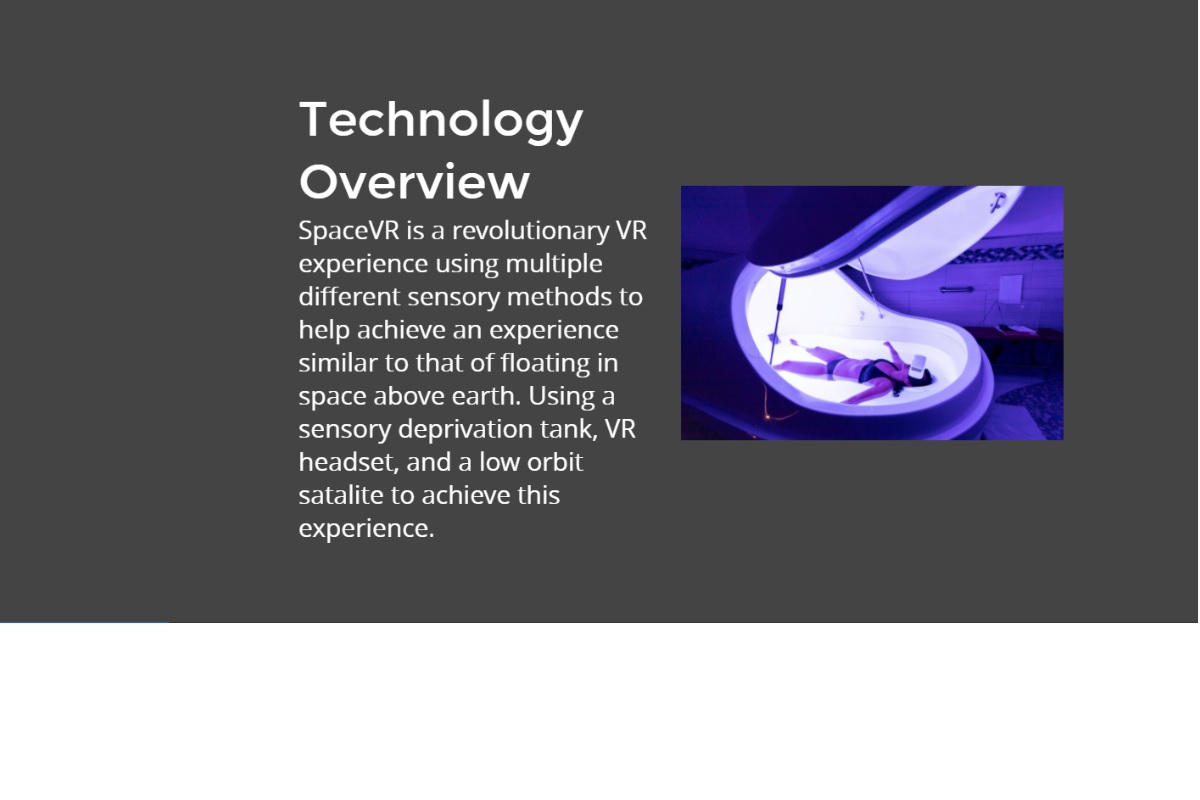 Technology
Overview
SpaceVR is a revolutionary VR
experience using multiple
different sensory methods to
help achieve an experience
similar to that of floating in
space above earth. Using a
sensory deprivation tank, VR
headset, and a low orbit
satalite to achieve this
experience.